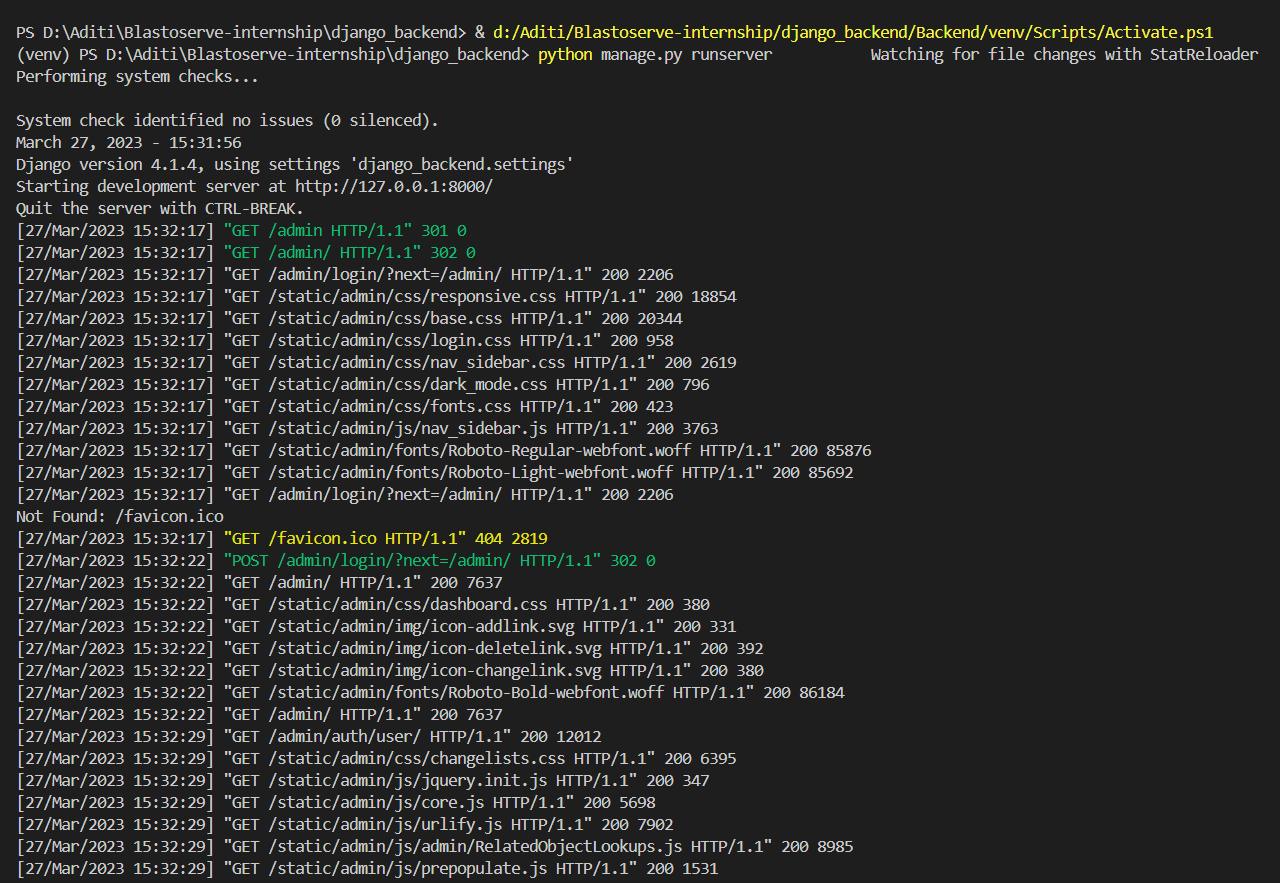 PS D:\Aditi\Blastoserve-internship\django_backend> & d:/Aditi/Blastoserve-internship/django_backend/Backend/venv/Scripts/Activate.ps1
(venv) PS D:\Aditi\Blastoserve-internship\django_backend> python manage.py runserver           Watching for file changes with StatReloader
Performing system checks...

System check identified no issues (0 silenced).
March 27, 2023 - 15:31:56
Django version 4.1.4, using settings 'django_backend.settings'
Starting development server at http://127.0.0.1:8000/
Quit the server with CTRL-BREAK.
[27/Mar/2023 15:32:17] "GET /admin HTTP/1.1" 301 0
[27/Mar/2023 15:32:17] "GET /admin/ HTTP/1.1" 302 0
[27/Mar/2023 15:32:17] "GET /admin/login/?next=/admin/ HTTP/1.1" 200 2206
[27/Mar/2023 15:32:17] "GET /static/admin/css/responsive.css HTTP/1.1" 200 18854
[27/Mar/2023 15:32:17] "GET /static/admin/css/base.css HTTP/1.1" 200 20344
[27/Mar/2023 15:32:17] "GET /static/admin/css/login.css HTTP/1.1" 200 958
[27/Mar/2023 15:32:17] "GET /static/admin/css/nav_sidebar.css HTTP/1.1" 200 2619
[27/Mar/2023 15:32:17] "GET /static/admin/css/dark_mode.css HTTP/1.1" 200 796
[27/Mar/2023 15:32:17] "GET /static/admin/css/fonts.css HTTP/1.1" 200 423
[27/Mar/2023 15:32:17] "GET /static/admin/js/nav_sidebar.js HTTP/1.1" 200 3763
[27/Mar/2023 15:32:17] "GET /static/admin/fonts/Roboto-Regular-webfont.woff HTTP/1.1" 200 85876
[27/Mar/2023 15:32:17] "GET /static/admin/fonts/Roboto-Light-webfont.woff HTTP/1.1" 200 85692
[27/Mar/2023 15:32:17] "GET /admin/login/?next=/admin/ HTTP/1.1" 200 2206
Not Found: /favicon.ico
[27/Mar/2023 15:32:17] "GET /favicon.ico HTTP/1.1" 404 2819
[27/Mar/2023 15:32:22] "POST /admin/login/?next=/admin/ HTTP/1.1" 302 0
[27/Mar/2023 15:32:22] "GET /admin/ HTTP/1.1" 200 7637
[27/Mar/2023 15:32:22] "GET /static/admin/css/dashboard.css HTTP/1.1" 200 380
[27/Mar/2023 15:32:22] "GET /static/admin/img/icon-addlink.svg HTTP/1.1" 200 331
[27/Mar/2023 15:32:22] "GET /static/admin/img/icon-deletelink.svg HTTP/1.1" 200 392
[27/Mar/2023 15:32:22] "GET /static/admin/img/icon-changelink.svg HTTP/1.1" 200 380
[27/Mar/2023 15:32:22] "GET /static/admin/fonts/Roboto-Bold-webfont.woff HTTP/1.1" 200 86184
[27/Mar/2023 15:32:22] "GET /admin/ HTTP/1.1" 200 7637
[27/Mar/2023 15:32:29] "GET /admin/auth/user/ HTTP/1.1" 200 12012
[27/Mar/2023 15:32:29] "GET /static/admin/css/changelists.css HTTP/1.1" 200 6395
[27/Mar/2023 15:32:29] "GET /static/admin/js/jquery.init.js HTTP/1.1" 200 347
[27/Mar/2023 15:32:29] "GET /static/admin/js/core.js HTTP/1.1" 200 5698
[27/Mar/2023 15:32:29] "GET /static/admin/js/urlify.js HTTP/1.1" 200 7902
[27/Mar/2023 15:32:29] "GET /static/admin/js/admin/RelatedObjectLookups.js HTTP/1.1" 200 8985
[27/Mar/2023 15:32:29] "GET /static/admin/js/prepopulate.js HTTP/1.1" 200 1531